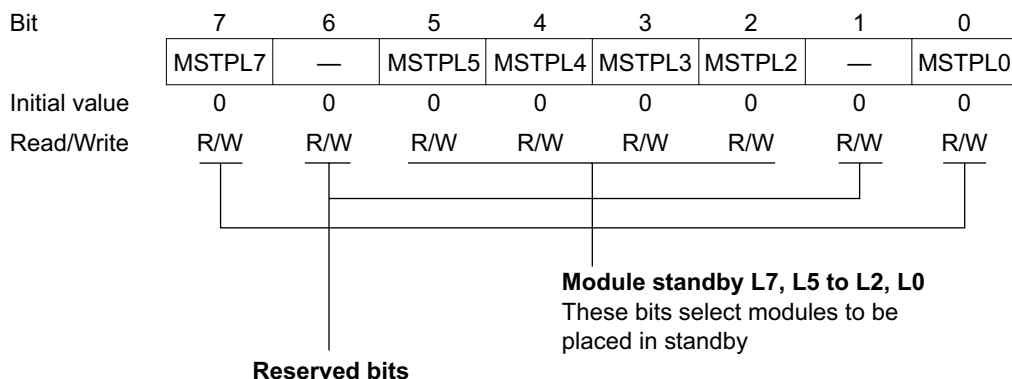 Bit 7 6 5 4 3 2 1 0
MSTPL7 — MSTPL5 MSTPL4 MSTPL3 MSTPL2 — MSTPL0
Initial value 0 0 0 0 0 0 0 0
Read/Write R/W R/W R/W R/W R/W R/W R/W R/W
Module standby L7, L5 to L2, L0
These bits select modules to be
placed in standby
Reserved bits